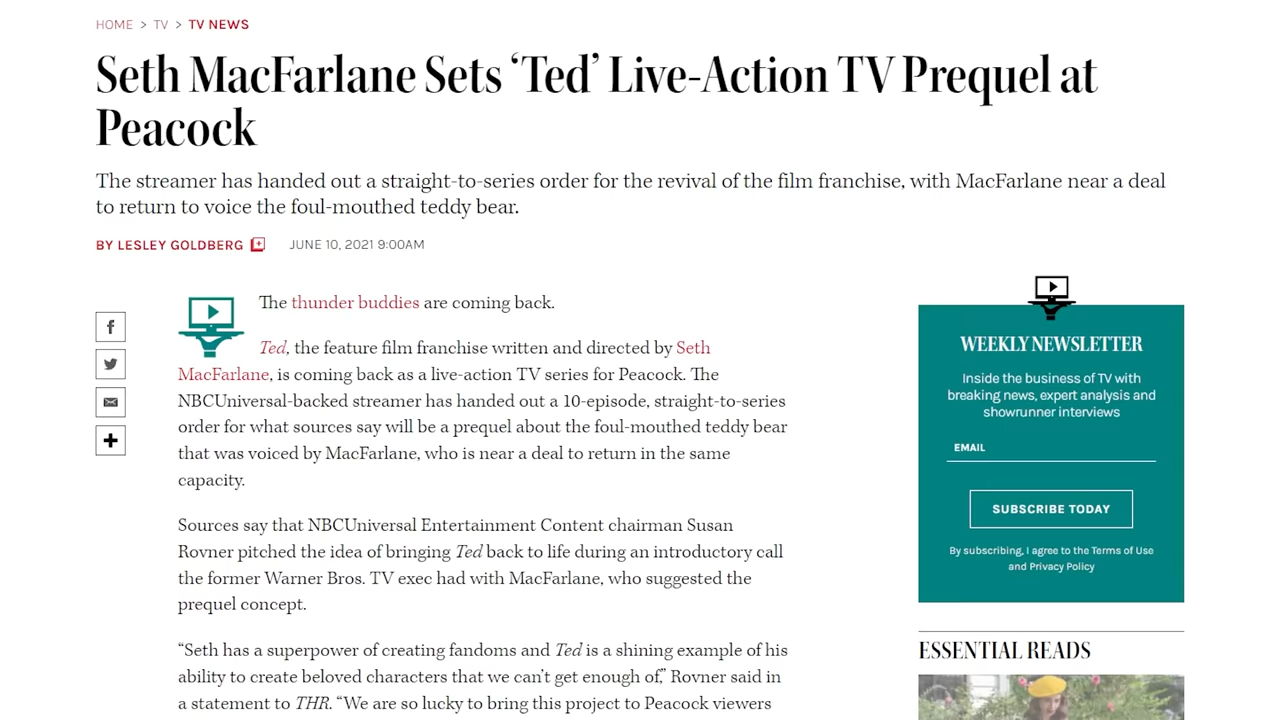 HOME > TV > TV NEWS
Seth MacFarlane Sets ‘Ted’ Live-Action TV Prequel at
Peacock
The streamer has handed out a straight-to-series order for the revival of the film franchise, with MacFarlane near a deal
to return to voice the foul-mouthed teddy bear.
BY LESLEY GOLDBERG JUNE 10, 2021 9:00AM
The thunder buddies are coming back.
Ted, the feature film franchise written and directed by Seth
MacFarlane, is coming back as a live-action TV series for Peacock. The
NBCUniversal-backed streamer has handed out a 10-episode, straight-to-series
order for what sources say will be a prequel about the foul-mouthed teddy bear
that was voiced by MacFarlane, who is near a deal to return in the same
capacity.
Sources say that NBCUniversal Entertainment Content chairman Susan
Rovner pitched the idea of bringing Ted back to life during an introductory call
the former Warner Bros. TV exec had with MacFarlane, who suggested the
prequel concept.
“Seth has a superpower of creating fandoms and Ted is a shining example of his
ability to create beloved characters that we can’t get enough of,” Rovner said in
a statement to THR. “We are so lucky to bring this project to Peacock viewers
WEEKLY NEWSLETTER
Inside the business of TV with
breaking news, expert analysis and
showrunner interviews
EMAIL
SUBSCRIBE TODAY
By subscribing, I agree to the Terms of Use
and Privacy Policy
ESSENTIAL READS